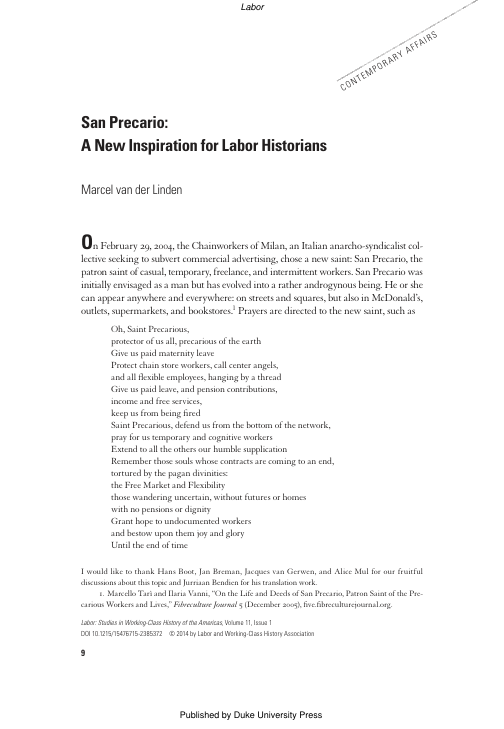 Labor
CONTEMPORARY AFFAIRS
San Precario:
A New Inspiration for Labor Historians
Marcel van der Linden
On February 29, 2004, the Chainworkers of Milan, an Italian anarcho-syndicalist col-
lective seeking to subvert commercial advertising, chose a new saint: San Precario, the
patron saint of casual, temporary, freelance, and intermittent workers. San Precario was
initially envisaged as a man but has evolved into a rather androgynous being. He or she
can appear anywhere and everywhere: on streets and squares, but also in McDonald's,
outlets, supermarkets, and bookstores.1 Prayers are directed to the new saint, such as
Oh, Saint Precarious,
protector of us all, precarious of the earth
Give us paid maternity leave
Protect chain store workers, call center angels,
and all flexible employees, hanging by a thread
Give us paid leave, and pension contributions,
income and free services,
keep us from being fired
Saint Precarious, defend us from the bottom of the network,
pray for us temporary and cognitive workers
Extend to all the others our humble supplication
Remember those souls whose contracts are coming to an end,
tortured by the pagan divinities:
the Free Market and Flexibility
those wandering uncertain, without futures or homes
with no pensions or dignity
Grant hope to undocumented workers
and bestow upon them joy and glory
Until the end of time
I would like to thank Hans Boot, Jan Breman, Jacques van Gerwen, and Alice Mul for our fruitful
discussions about this topic and Jurriaan Bendien for his translation work.
1. Marcello Tarì and Ilaria Vanni, "On the Life and Deeds of San Precario, Patron Saint of the Pre-
carious Workers and Lives," Fibreculture Journal 5 (December 2005), five.fibreculturejournal.org.
Labor: Studies in Working-Class History of the Americas, Volume 11, Issue 1
DOI 10.1215/15476715-2385372 © 2014 by Labor and Working-Class History Association
9
Published by Duke University Press